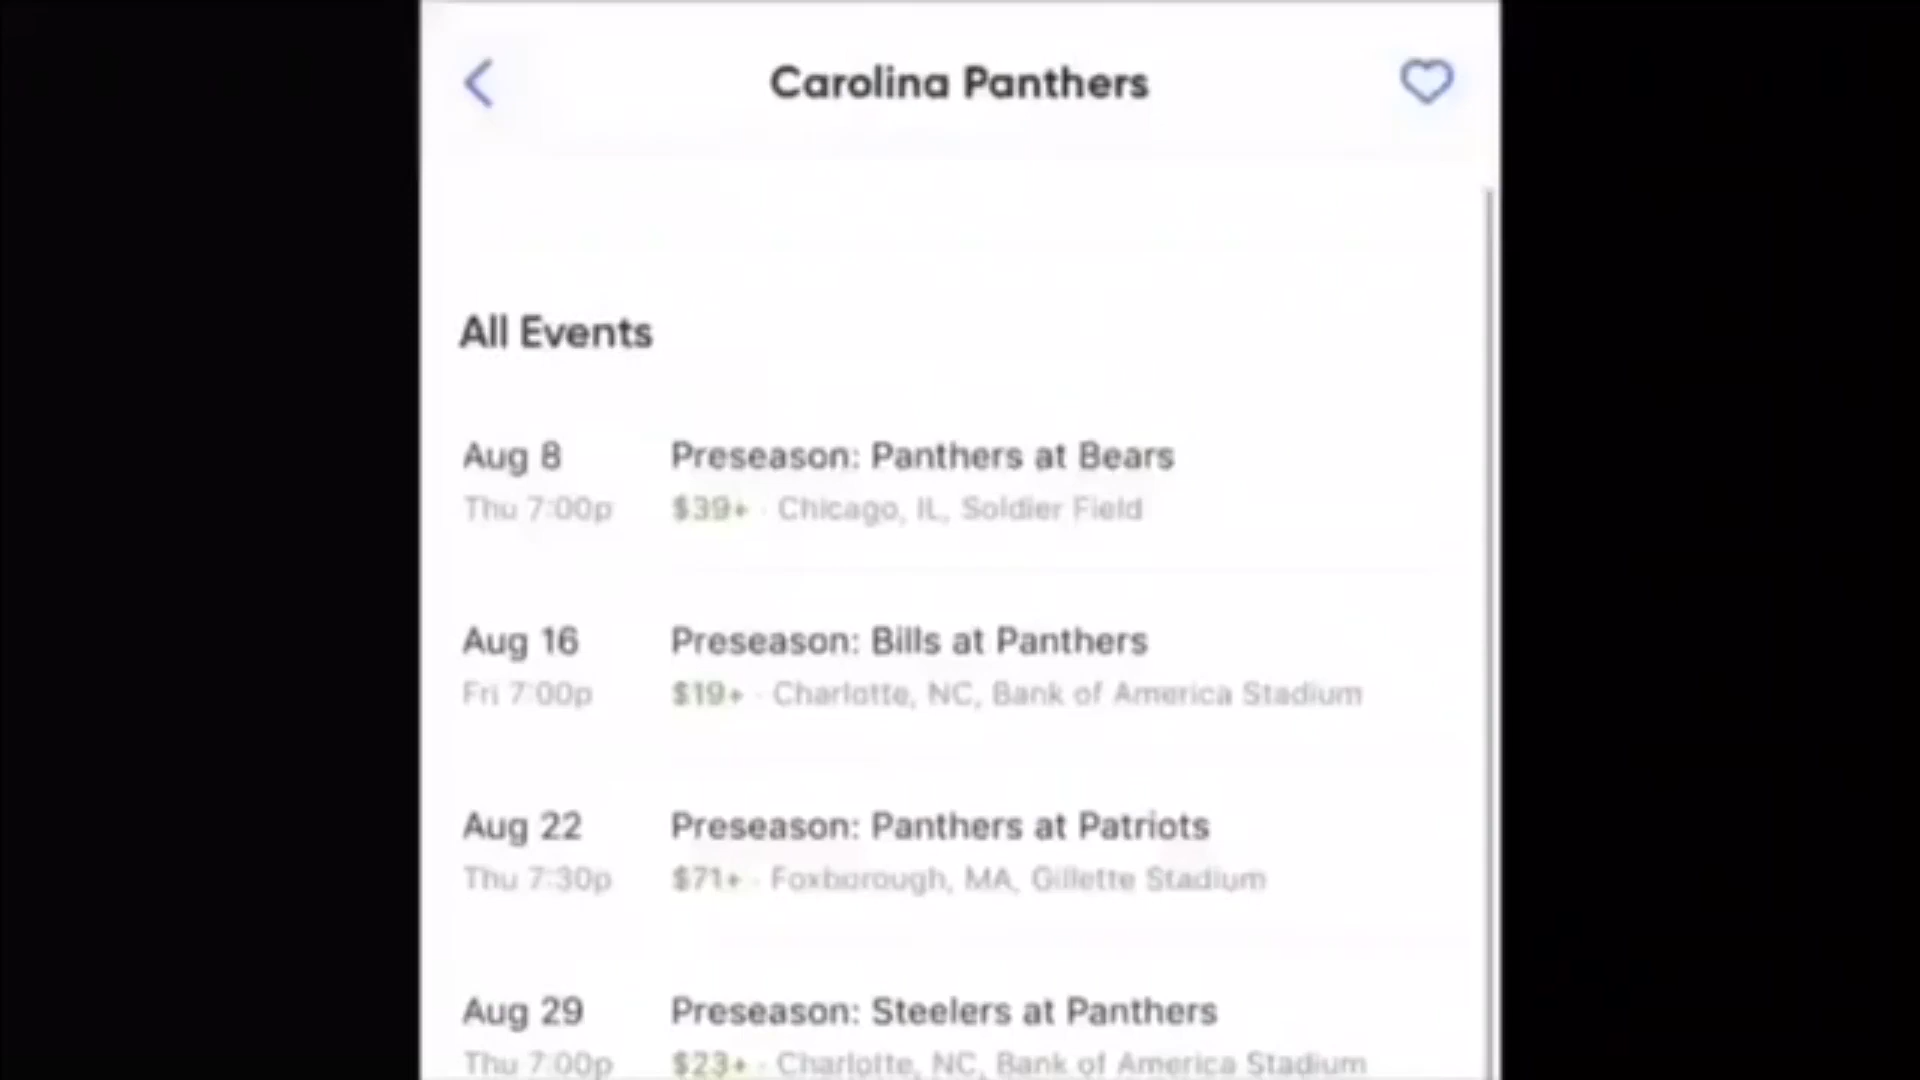 Carolina Panthers
All Events
Aug 8
Preseason: Panthers at Bears
Thu 7:00p
$39+ · Chicago, IL, Soldier Field
Aug 16
Preseason: Bills at Panthers
Fri 7:00p
$19+ · Charlotte, NC, Bank of America Stadium
Aug 22
Preseason: Panthers at Patriots
Thu 7:30p
$71+ · Foxborough, MA, Gillette Stadium
Aug 29
Preseason: Steelers at Panthers
Thu 7:00p
$23+ · Charlotte, NC, Bank of America Stadium